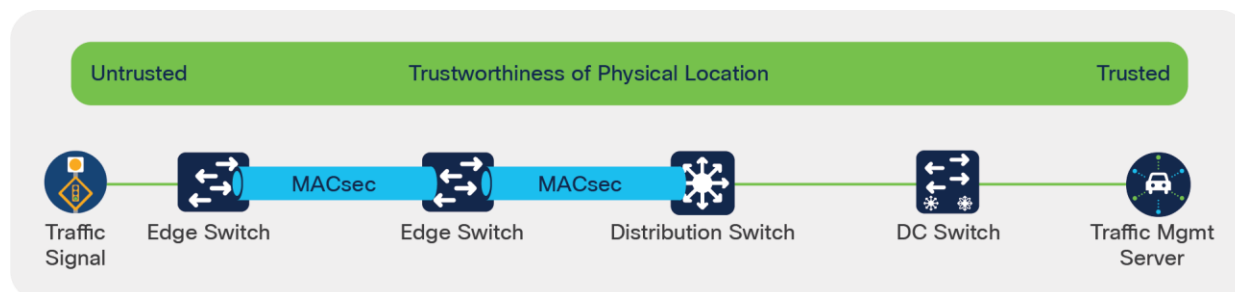 Untrusted
Trustworthiness of Physical Location
Trusted
MACsec
MACsec
Traffic
Signal
Edge Switch
Edge Switch
Distribution Switch
DC Switch
Traffic Mgmt
Server